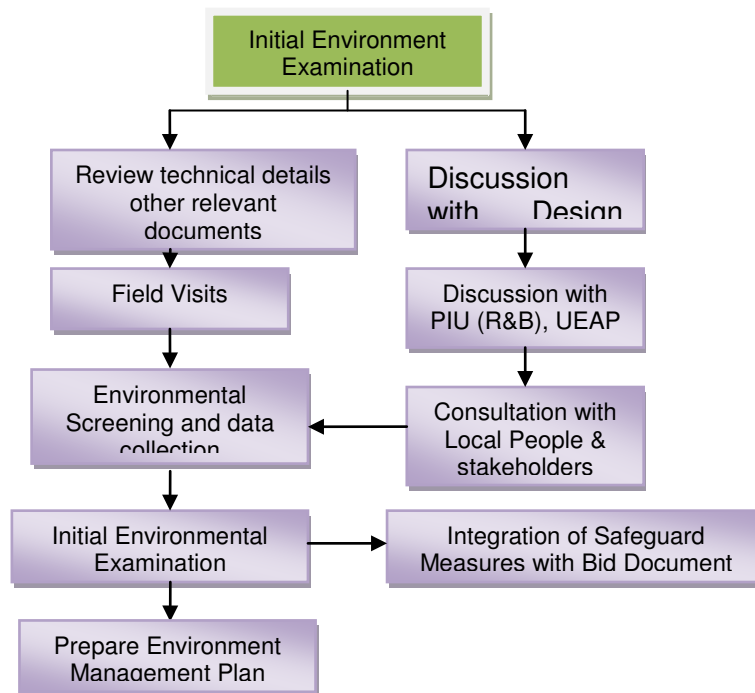 Initial Environment
Examination
Review technical details
other relevant
documents
Discussion
with Design
Field Visits
Discussion with
PIU (R&B), UEAP
Environmental
Screening and data
collection
Consultation with
Local People &
stakeholders
Initial Environmental
Examination
Integration of Safeguard
Measures with Bid Document
Prepare Environment
Management Plan